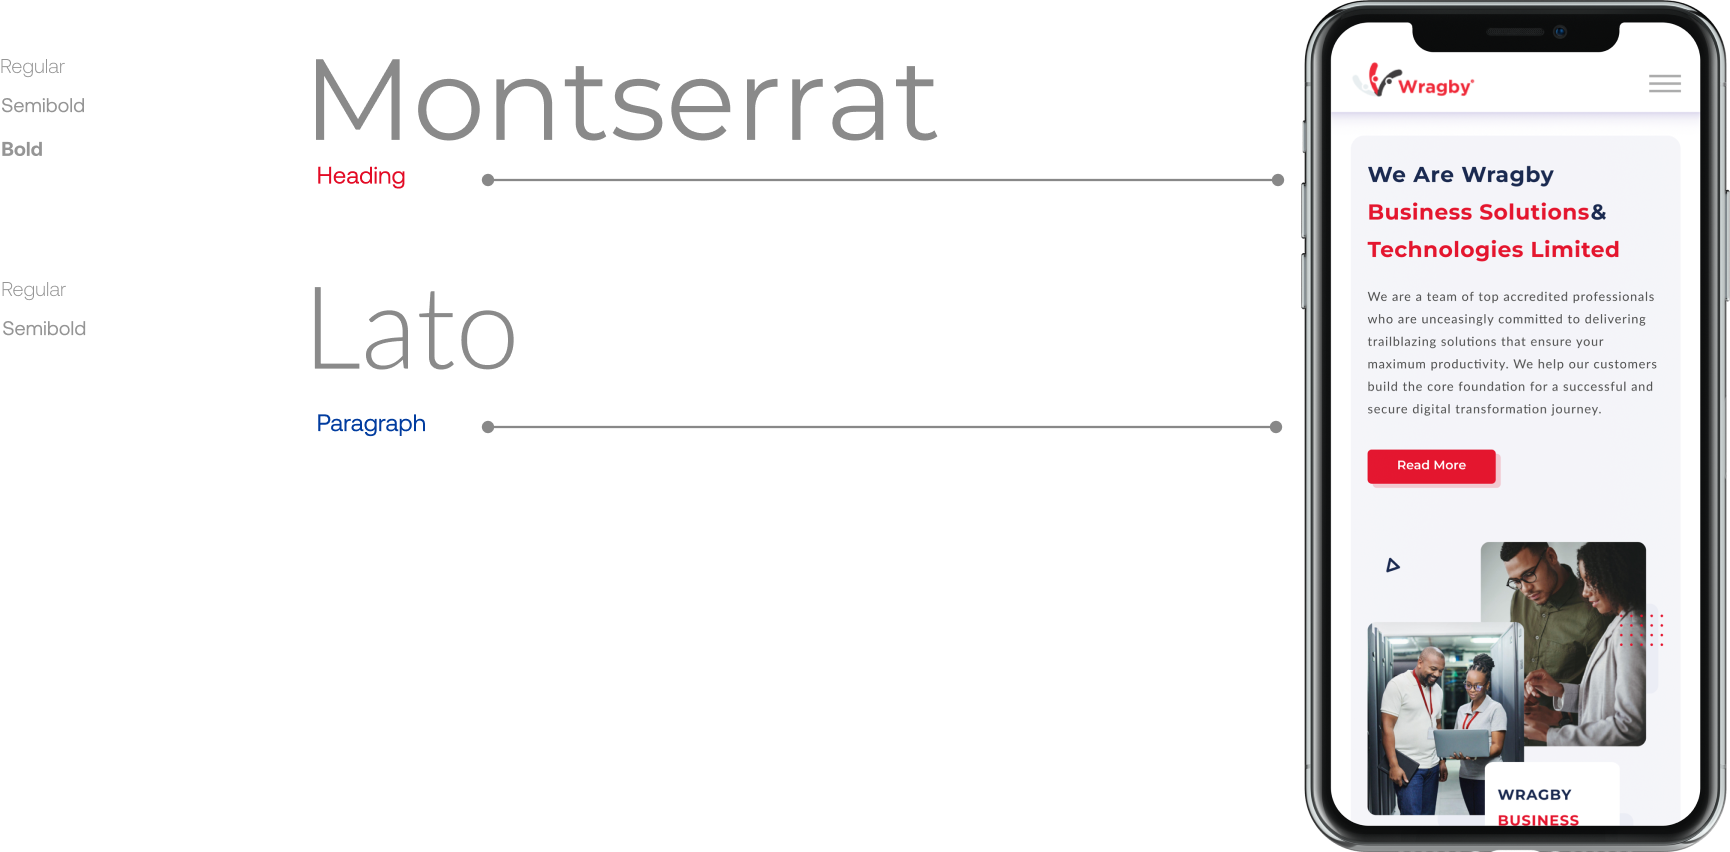 Regular
Semibold
Bold
Montserrat
Heading
Regular
Semibold
Lato
Paragraph
Wragby
We Are Wragby
Business Solutions&
Technologies Limited
We are a team of top accredited professionals
who are unceasingly committed to delivering
trailblazing solutions that ensure your
maximum productivity. We help our customers
build the core foundation for a successful and
secure digital transformation journey.
Read More
WRAGBY
BUSINESS